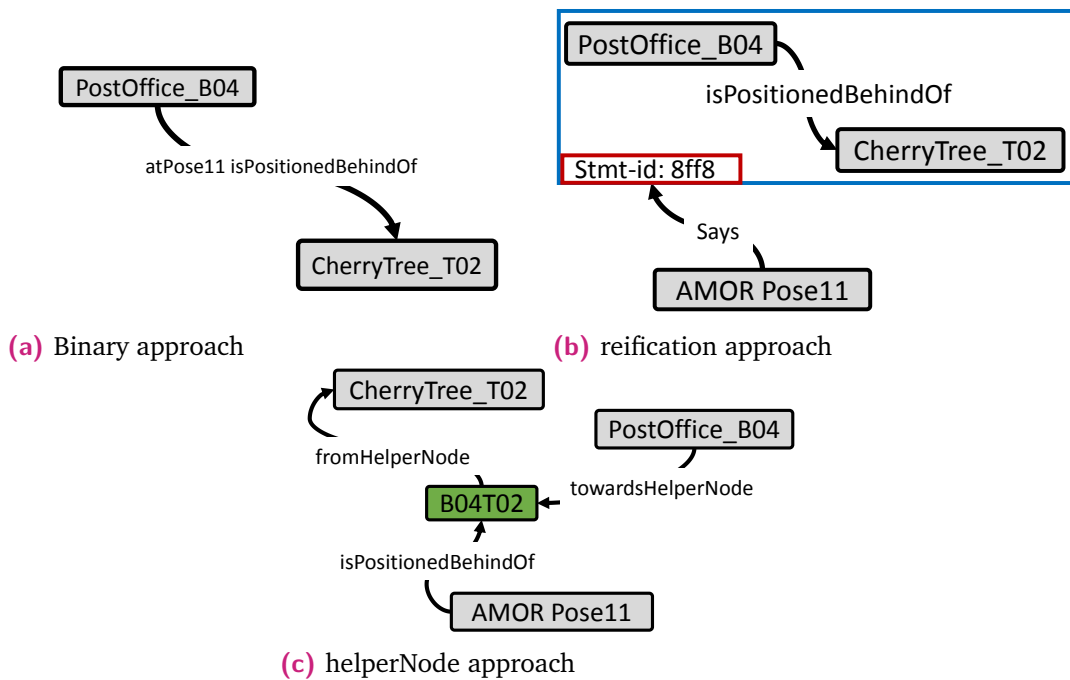 PostOffice_B04
atPose11 isPositionedBehindOf
CherryTree_T02
(a) Binary approach
PostOffice_B04
isPositionedBehindOf
CherryTree_T02
Stmt-id: 8ff8
Says
AMOR Pose11
(b) reification approach
CherryTree_T02
PostOffice_B04
fromHelperNode
towardsHelperNode
B04T02
isPositionedBehindOf
AMOR Pose11
(c) helperNode approach